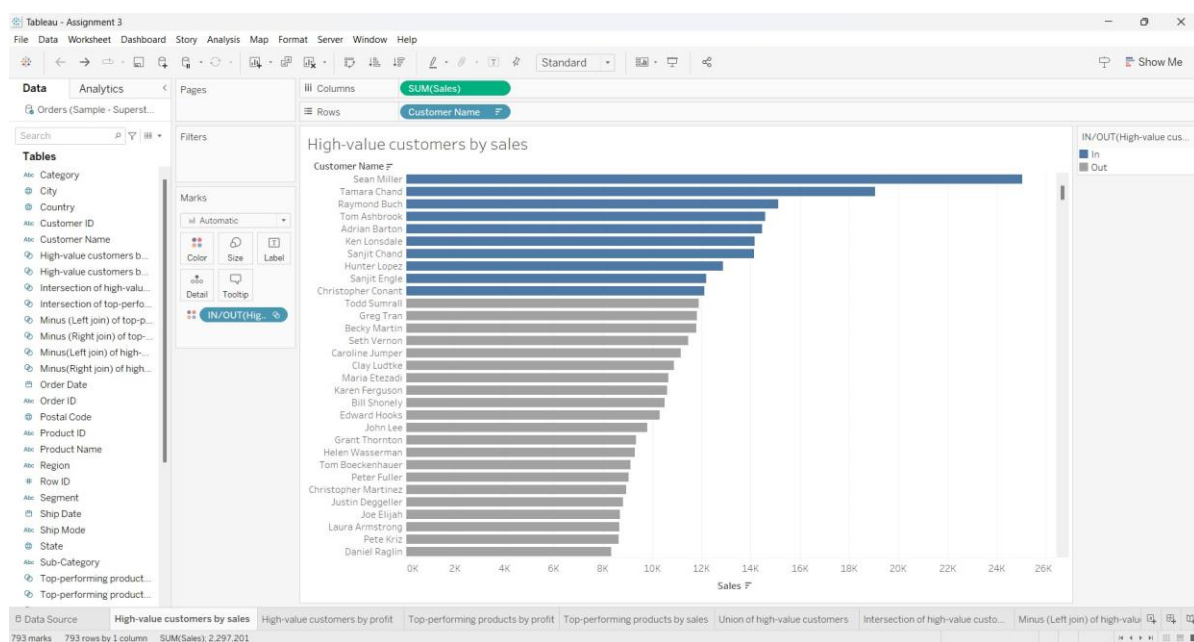 Tableau - Assignment 3
File Data Worksheet Dashboard Story Analysis Map Format Server Window Help
Standard
Show Me
Data Analytics
Orders (Sample - Superst...
Search
Tables
Abc Category
City
Country
Abc Customer ID
Abc Customer Name
High-value customers b...
High-value customers b...
Intersection of high-valu...
Intersection of top-perfo...
Minus (Left join) of top-p...
Minus (Right join) of top-...
Minus(Left join) of high-...
Minus(Right join) of high...
Order Date
Abc Order ID
Postal Code
Abc Product ID
Abc Product Name
Abc Region
# Row ID
Abc Segment
Ship Date
Abc Ship Mode
State
Abc Sub-Category
Top-performing product...
Top-performing product...
Pages
Filters
Marks
Automatic
Color Size Label
Detail Tooltip
IN/OUT(Hig..
Columns SUM(Sales)
Rows Customer Name
High-value customers by sales
Customer Name
Sean Miller
Tamara Chand
Raymond Buch
Tom Ashbrook
Adrian Barton
Ken Lonsdale
Sanjit Chand
Hunter Lopez
Sanjit Engle
Christopher Conant
Todd Sumrall
Greg Tran
Becky Martin
Seth Vernon
Caroline Jumper
Clay Ludtke
Maria Etezadi
Karen Ferguson
Bill Shonely
Edward Hooks
John Lee
Grant Thornton
Helen Wasserman
Tom Boeckenhauer
Peter Fuller
Christopher Martinez
Justin Deggeller
Joe Elijah
Laura Armstrong
Pete Kriz
Daniel Raglin
0K 2K 4K 6K 8K 10K 12K 14K 16K 18K 20K 22K 24K 26K
Sales
IN/OUT(High-value cus...
In
Out
Data Source High-value customers by sales High-value customers by profit Top-performing products by profit Top-performing products by sales Union of high-value customers Intersection of high-value custo... Minus (Left join) of high-valu
793 marks 793 rows by 1 column SUM(Sales): 2,297,201